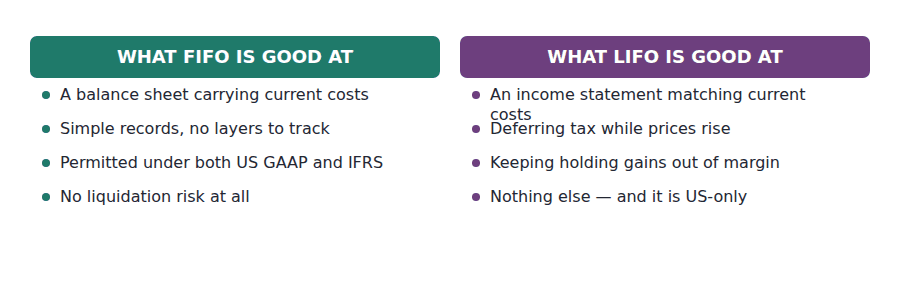 WHAT FIFO IS GOOD AT
A balance sheet carrying current costs
Simple records, no layers to track
Permitted under both US GAAP and IFRS
No liquidation risk at all
WHAT LIFO IS GOOD AT
An income statement matching current
costs
Deferring tax while prices rise
Keeping holding gains out of margin
Nothing else — and it is US-only